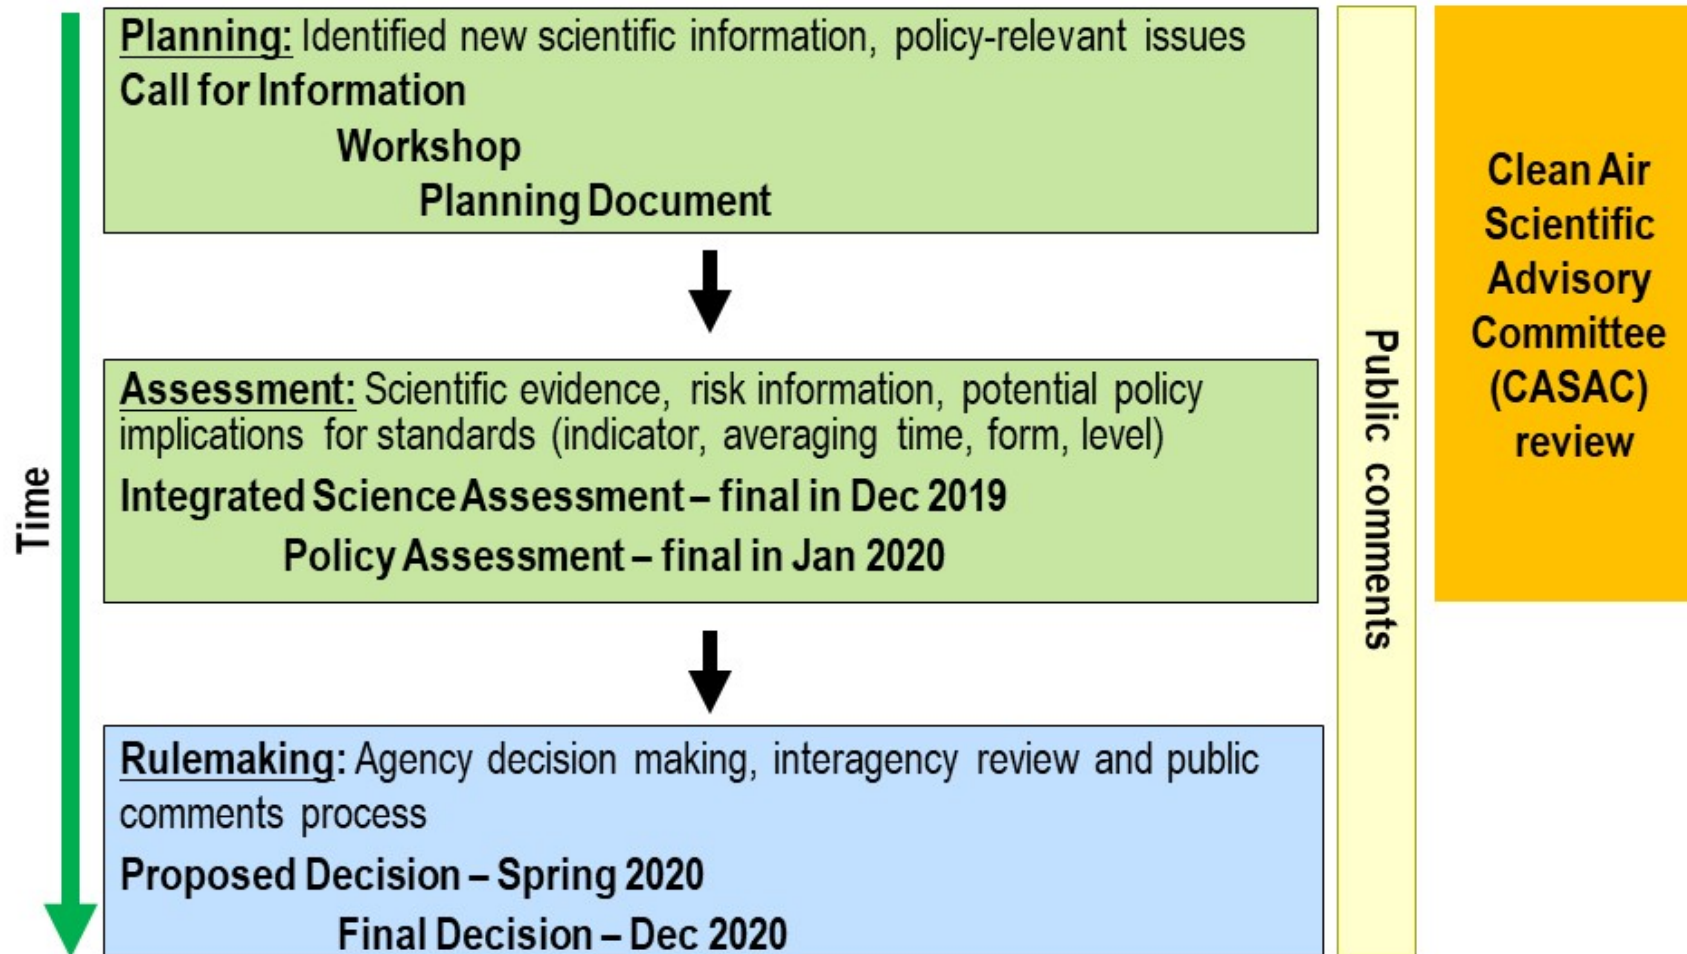 Planning: Identified new scientific information, policy-relevant issues
Call for Information
Workshop
Planning Document
Assessment: Scientific evidence, risk information, potential policy
implications for standards (indicator, averaging time, form, level)
Integrated Science Assessment – final in Dec 2019
Policy Assessment – final in Jan 2020
Rulemaking: Agency decision making, interagency review and public
comments process
Proposed Decision – Spring 2020
Final Decision – Dec 2020
Time
Public comments
Clean Air
Scientific
Advisory
Committee
(CASAC)
review